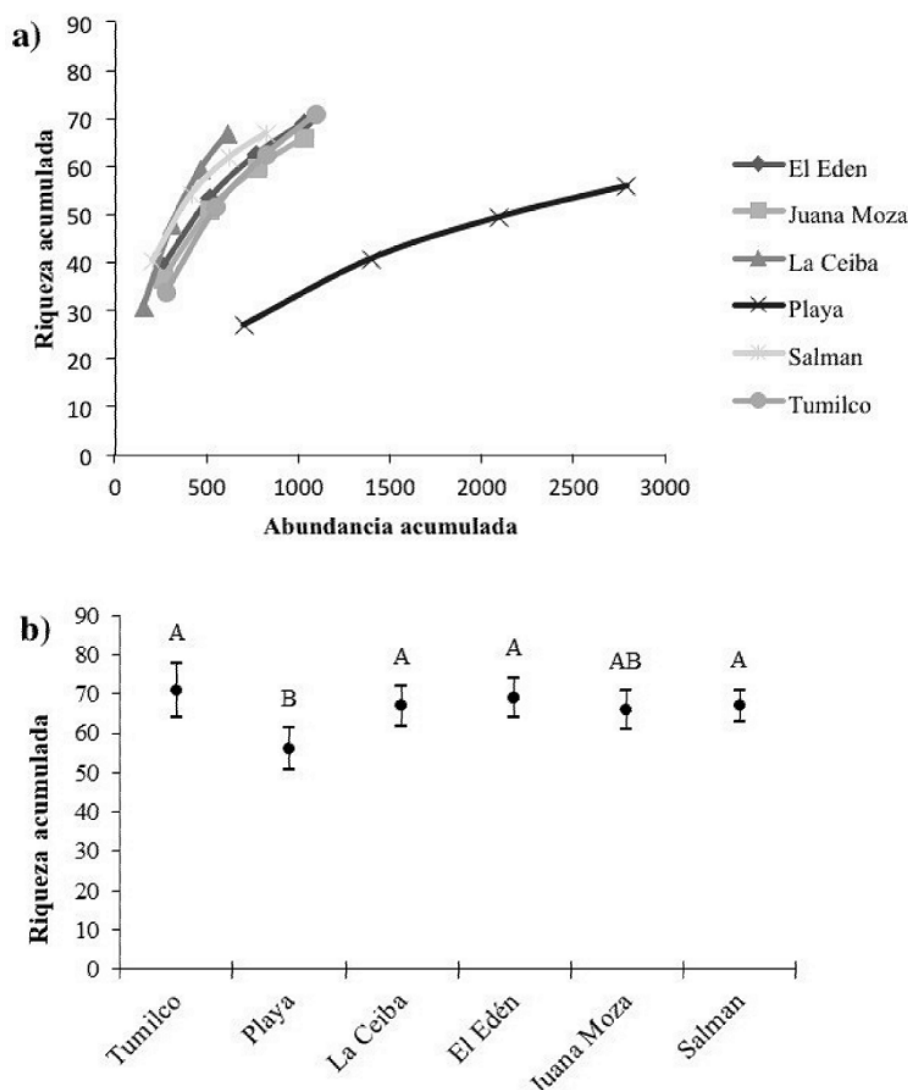 a)
Riqueza acumulada
90
80
70
60
50
40
30
20
10
0
0 500 1000 1500 2000 2500 3000
Abundancia acumulada
El Eden
Juana Moza
La Ceiba
Playa
Salman
Tumilco
b)
Riqueza acumulada
90
80
70
60
50
40
30
20
10
0
A B A A AB A
Tumilco Playa La Ceiba El Edén Juana Moza Salman